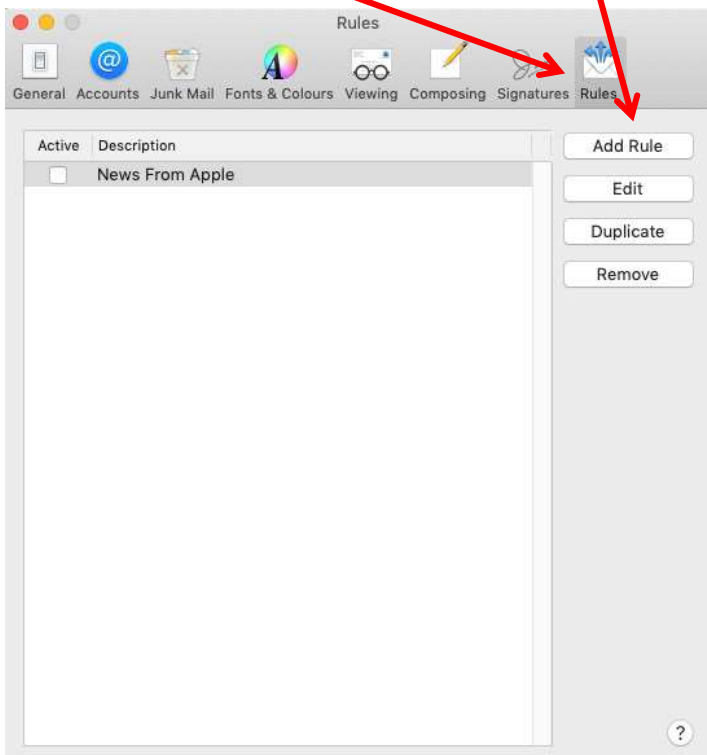 Rules
General Accounts Junk Mail Fonts & Colours Viewing Composing Signatures Rules
Active Description
News From Apple
Add Rule
Edit
Duplicate
Remove
?